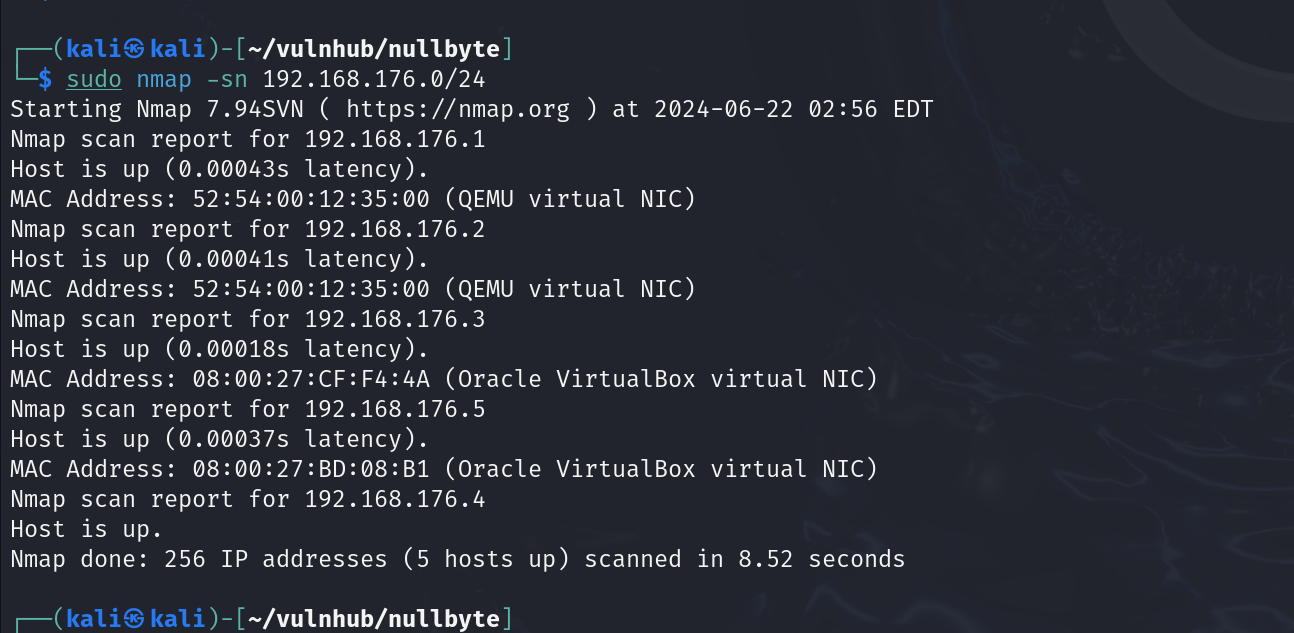 ┌──(kali㉿kali)-[~/vulnhub/nullbyte]
└─$ sudo nmap -sn 192.168.176.0/24
Starting Nmap 7.94SVN ( https://nmap.org ) at 2024-06-22 02:56 EDT
Nmap scan report for 192.168.176.1
Host is up (0.00043s latency).
MAC Address: 52:54:00:12:35:00 (QEMU virtual NIC)
Nmap scan report for 192.168.176.2
Host is up (0.00041s latency).
MAC Address: 52:54:00:12:35:00 (QEMU virtual NIC)
Nmap scan report for 192.168.176.3
Host is up (0.00018s latency).
MAC Address: 08:00:27:CF:F4:4A (Oracle VirtualBox virtual NIC)
Nmap scan report for 192.168.176.5
Host is up (0.00037s latency).
MAC Address: 08:00:27:BD:08:B1 (Oracle VirtualBox virtual NIC)
Nmap scan report for 192.168.176.4
Host is up.
Nmap done: 256 IP addresses (5 hosts up) scanned in 8.52 seconds
┌──(kali㉿kali)-[~/vulnhub/nullbyte]